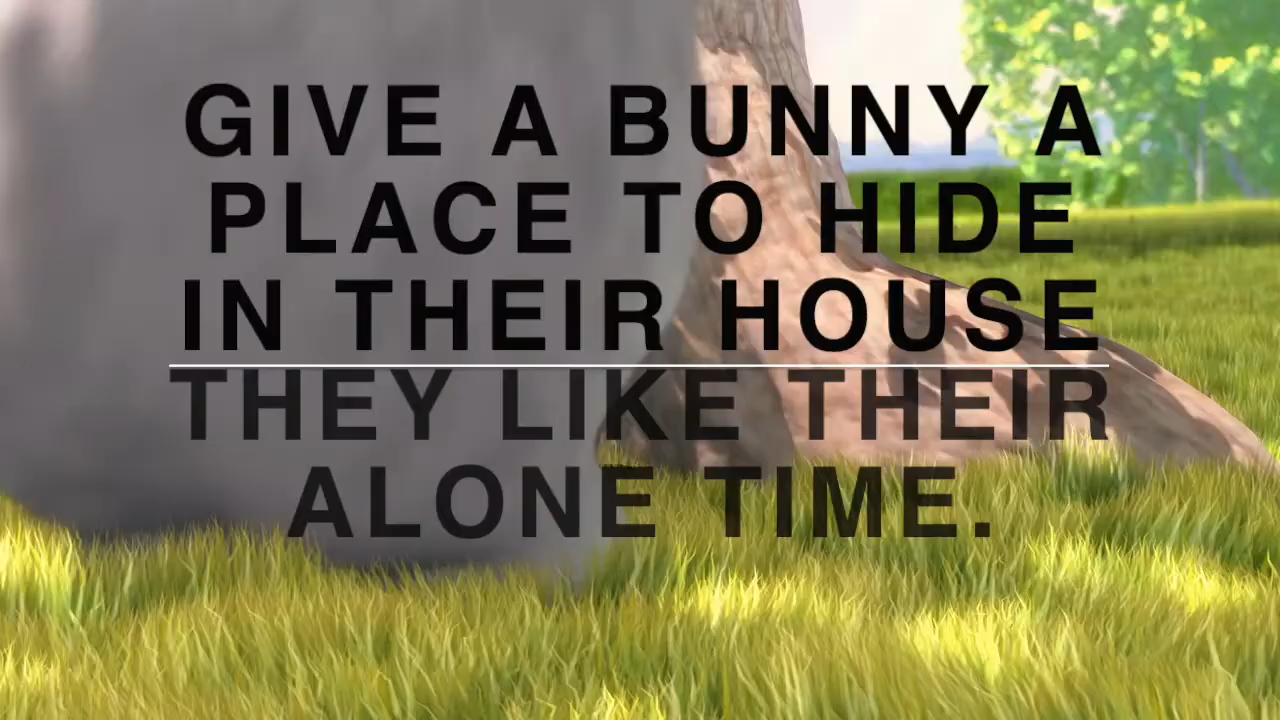 GIVE A BUNNY A
PLACE TO HIDE
IN THEIR HOUSE
THEY LIKE THEIR
ALONE TIME.